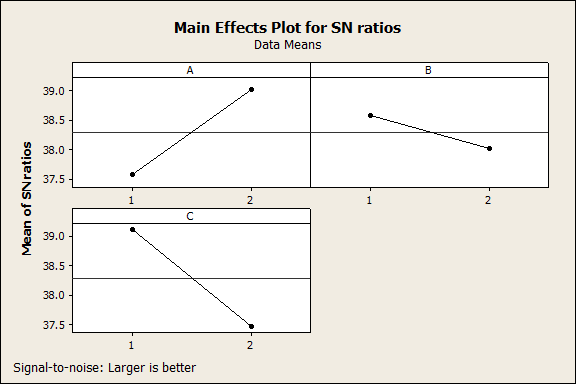 Main Effects Plot for SN ratios
Data Means
A
B
39.0
38.5
38.0
37.5
1
2
1
2
C
39.0
38.5
38.0
37.5
1
2
Mean of SN ratios
Signal-to-noise: Larger is better